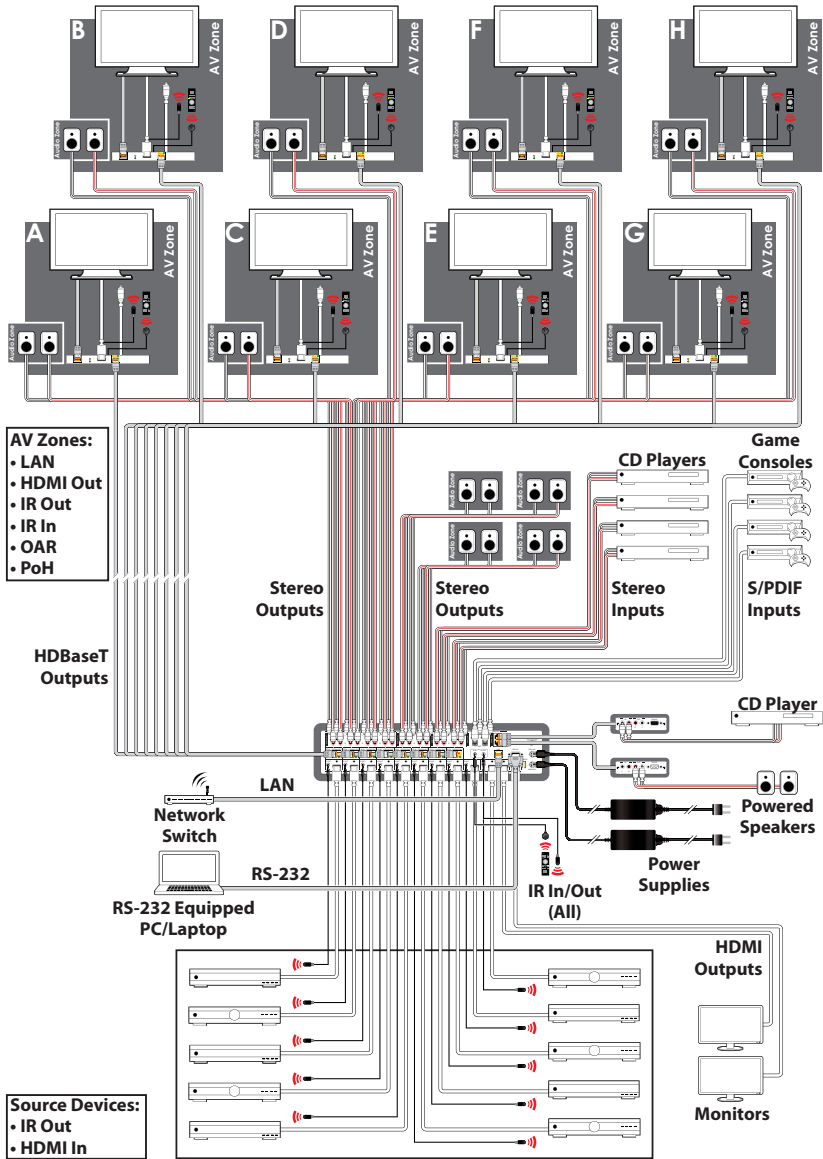 B
AV Zone
Audio Zone
D
AV Zone
Audio Zone
F
AV Zone
Audio Zone
H
AV Zone
Audio Zone
A
AV Zone
Audio Zone
C
AV Zone
Audio Zone
E
AV Zone
Audio Zone
G
AV Zone
Audio Zone
AV Zones:
• LAN
• HDMI Out
• IR Out
• IR In
• OAR
• PoH
Audio Zone
Audio Zone
Audio Zone
Audio Zone
CD Players
Game
Consoles
Stereo
Outputs
Stereo
Outputs
Stereo
Inputs
S/PDIF
Inputs
HDBaseT
Outputs
CD Player
LAN
Network
Switch
Powered
Speakers
RS-232
RS-232 Equipped
PC/Laptop
IR In/Out
(All)
Power
Supplies
HDMI
Outputs
Monitors
Source Devices:
• IR Out
• HDMI In